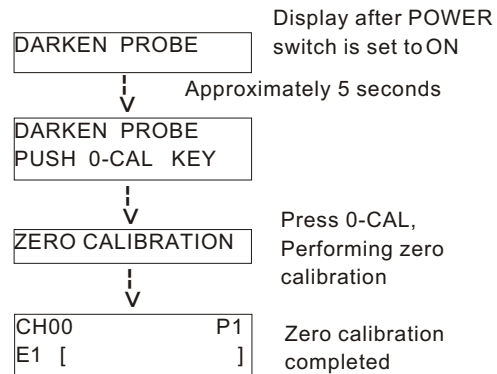 Display after POWER
switch is set to ON
DARKEN PROBE
Approximately 5 seconds
DARKEN PROBE
PUSH 0-CAL KEY
ZERO CALIBRATION
Press 0-CAL,
Performing zero
calibration
CH00 P1
E1 [ ]
Zero calibration
completed